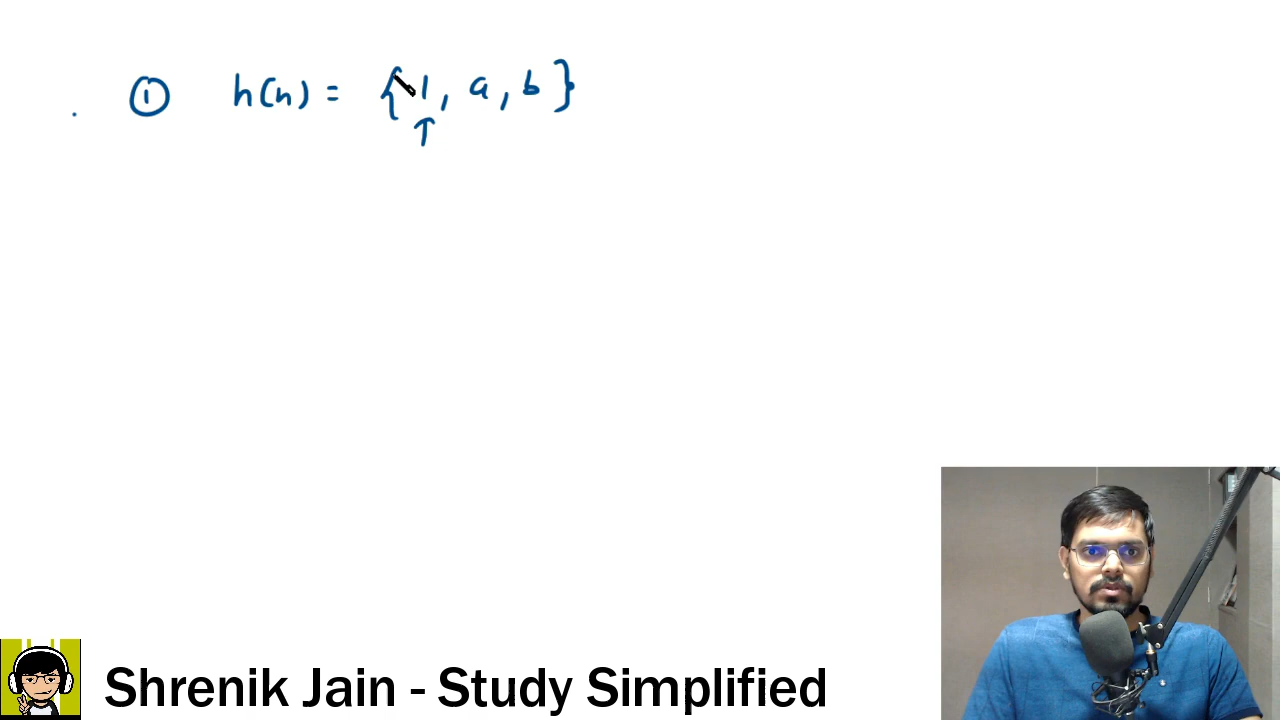 ① h(n) = {1, a, b}
↑
Shrenik Jain - Study Simplified